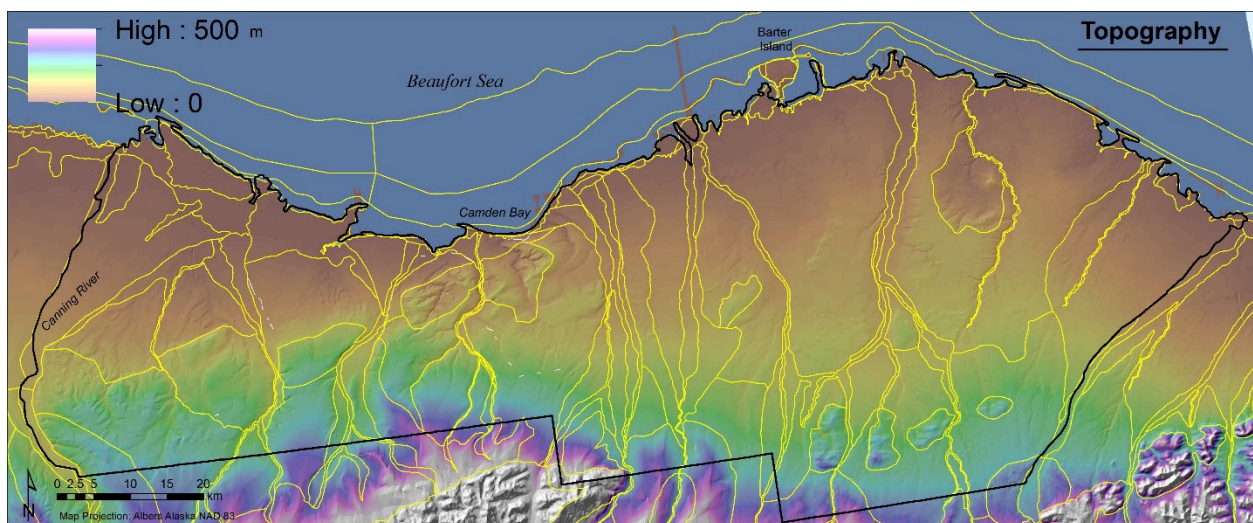 High : 500 m
Low : 0
Topography
Barter
Island
Beaufort Sea
Camden Bay
Canning River
0 2.5 5 10 15 20
km
N
Map Projection: Albers Alaska NAD 83